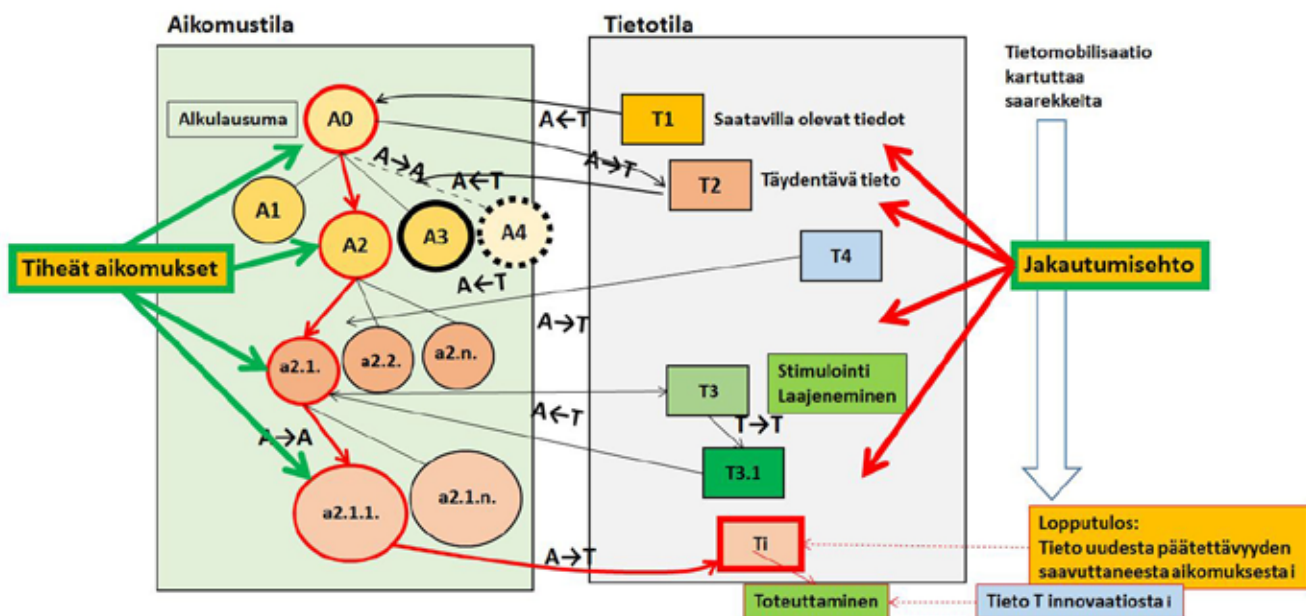 Aikomustila
Tietotila
Tietomobilisaatio
kartuttaa
saarekkeita
Alkulausuma
A0
A←T
T1
Saatavilla olevat tiedot
A→A
A→T
A←T
T2
Täydentävä tieto
A1
A2
A3
A4
T4
Tiheät aikomukset
Jakautumisehto
A←T
A→T
a2.1.
a2.2.
a2.n.
T3
Stimulointi
Laajeneminen
A←T
T→T
A→A
T3.1
a2.1.1.
a2.1.n.
Ti
A→T
Lopputulos:
Tieto uudesta päätettävyyden
saavuttaneesta aikomuksesta i
Toteuttaminen
Tieto T innovaatiosta i